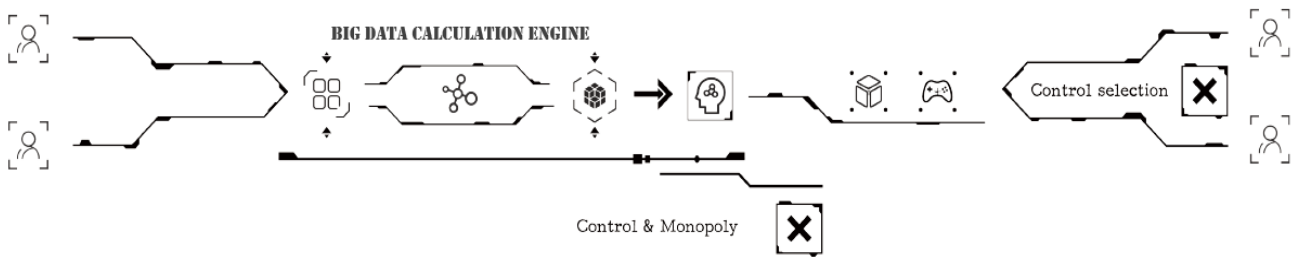 BIG DATA CALCULATION ENGINE
Control selection
Control & Monopoly